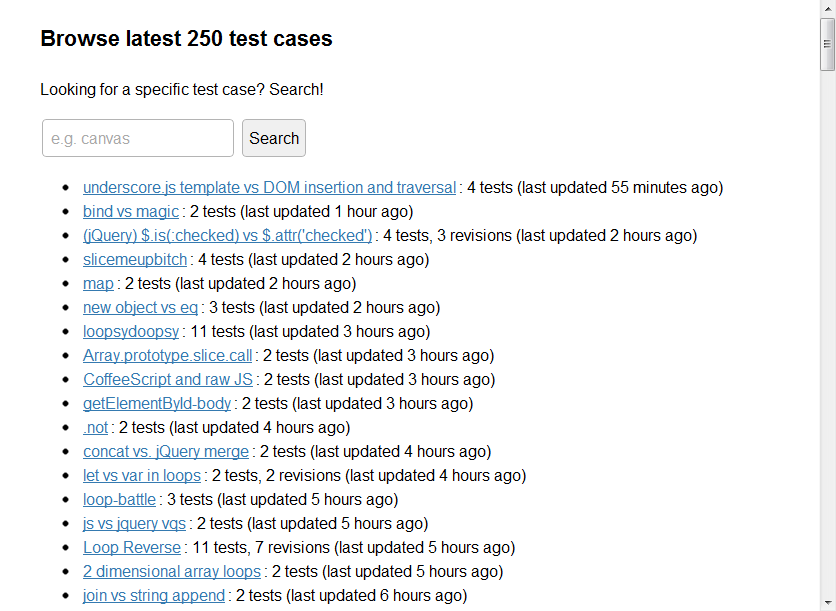 Browse latest 250 test cases
Looking for a specific test case? Search!
e.g. canvas Search
underscore.js template vs DOM insertion and traversal : 4 tests (last updated 55 minutes ago)
bind vs magic : 2 tests (last updated 1 hour ago)
(jQuery) $.is(:checked) vs $.attr('checked') : 4 tests, 3 revisions (last updated 2 hours ago)
slicemeupbitch : 4 tests (last updated 2 hours ago)
map : 2 tests (last updated 2 hours ago)
new object vs eq : 3 tests (last updated 2 hours ago)
loopsydoopsy : 11 tests (last updated 3 hours ago)
Array.prototype.slice.call : 2 tests (last updated 3 hours ago)
CoffeeScript and raw JS : 2 tests (last updated 3 hours ago)
getElementById-body : 2 tests (last updated 3 hours ago)
.not : 2 tests (last updated 4 hours ago)
concat vs. jQuery merge : 2 tests (last updated 4 hours ago)
let vs var in loops : 2 tests, 2 revisions (last updated 4 hours ago)
loop-battle : 3 tests (last updated 5 hours ago)
js vs jquery vqs : 2 tests (last updated 5 hours ago)
Loop Reverse : 11 tests, 7 revisions (last updated 5 hours ago)
2 dimensional array loops : 2 tests (last updated 5 hours ago)
join vs string append : 2 tests (last updated 6 hours ago)